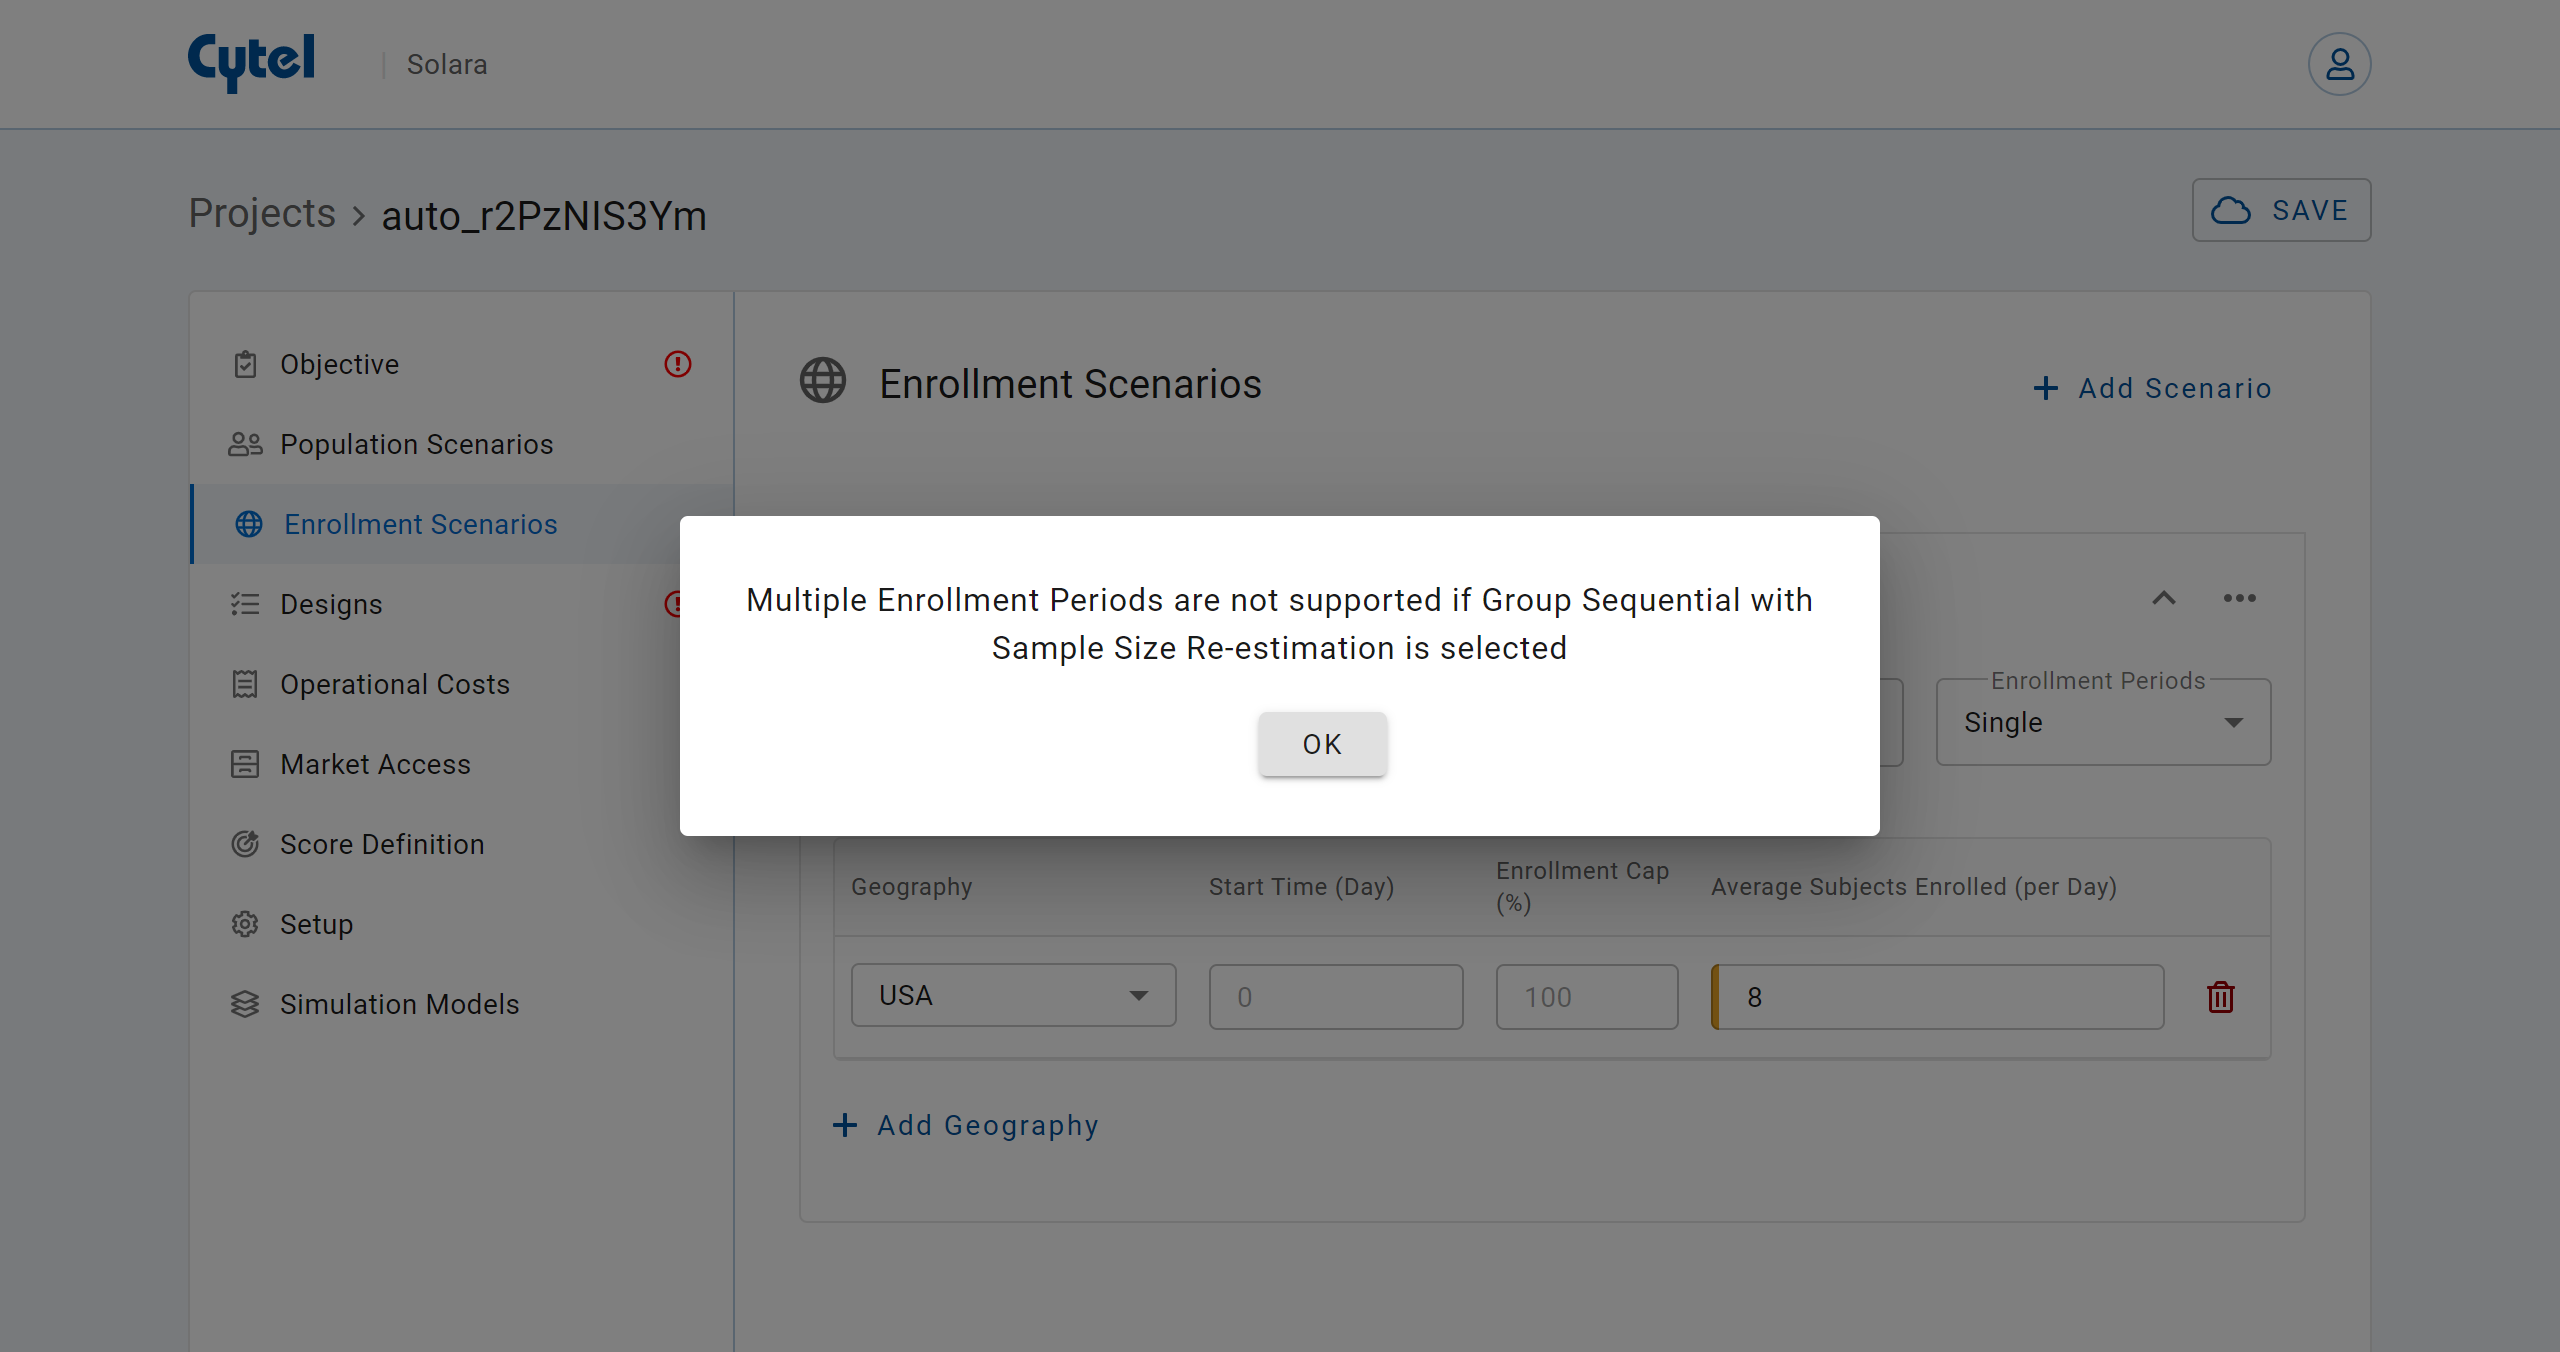 Cytel
Solara
Projects > auto_r2PzNIS3Ym
SAVE
Objective
Population Scenarios
Enrollment Scenarios
Designs
Operational Costs
Market Access
Score Definition
Setup
Simulation Models
Enrollment Scenarios
+ Add Scenario
Multiple Enrollment Periods are not supported if Group Sequential with
Sample Size Re-estimation is selected
OK
Enrollment Periods
Single
Geography
Start Time (Day)
Enrollment Cap
(%)
Average Subjects Enrolled (per Day)
USA
0
100
8
+ Add Geography